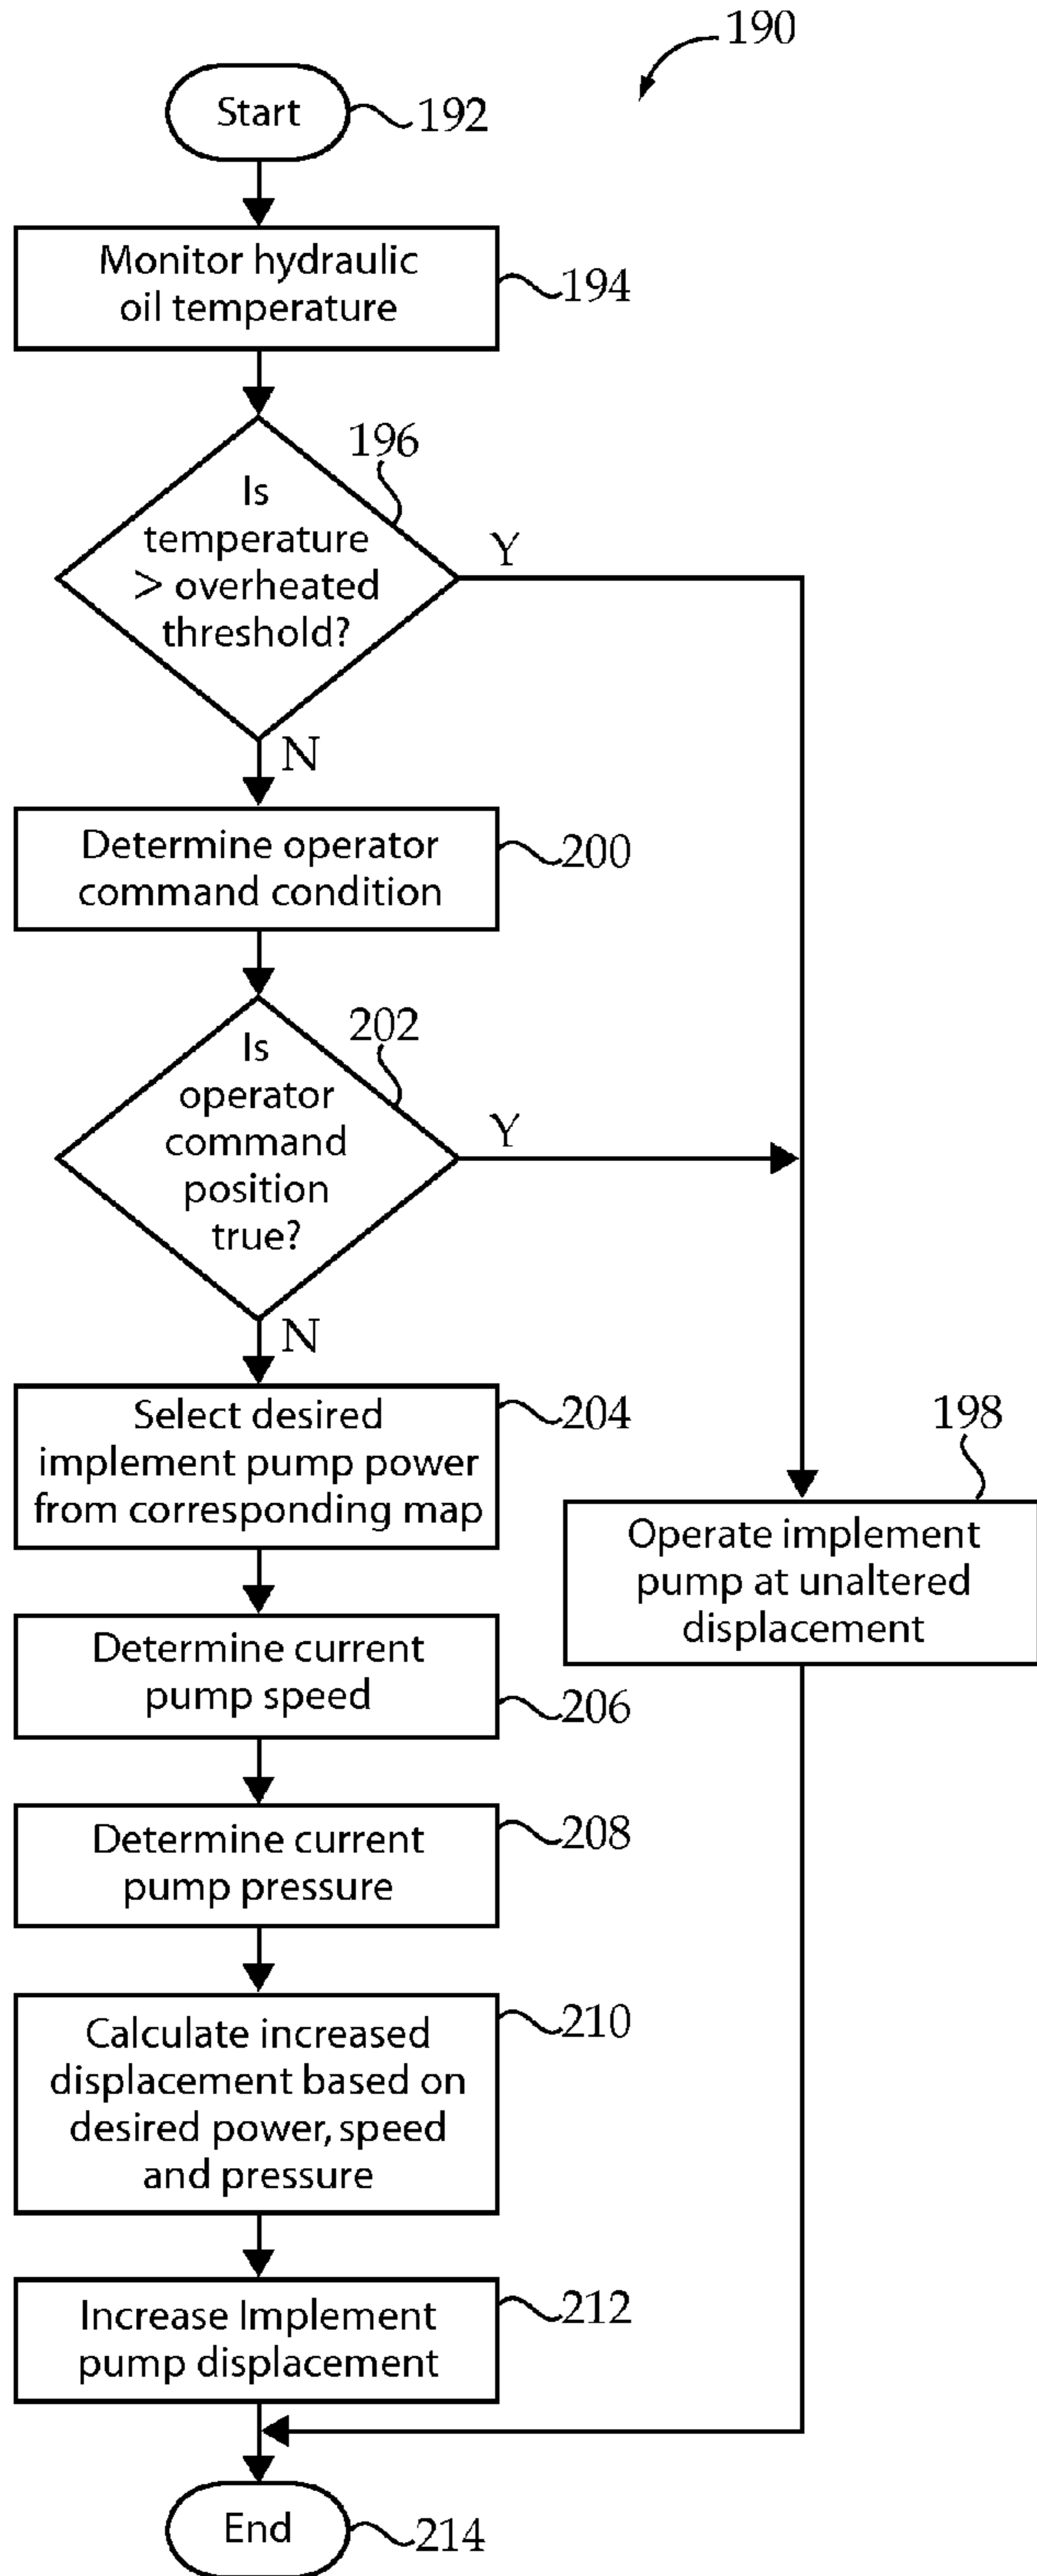 190
Start
192
Monitor hydraulic
oil temperature
194
196
Is
temperature
> overheated
threshold?
Y
N
Determine operator
command condition
200
202
Is
operator
command
position
true?
Y
N
Select desired
implement pump power
from corresponding map
204
198
Operate implement
pump at unaltered
displacement
Determine current
pump speed
206
Determine current
pump pressure
208
Calculate increased
displacement based on
desired power, speed
and pressure
210
Increase Implement
pump displacement
212
End
214